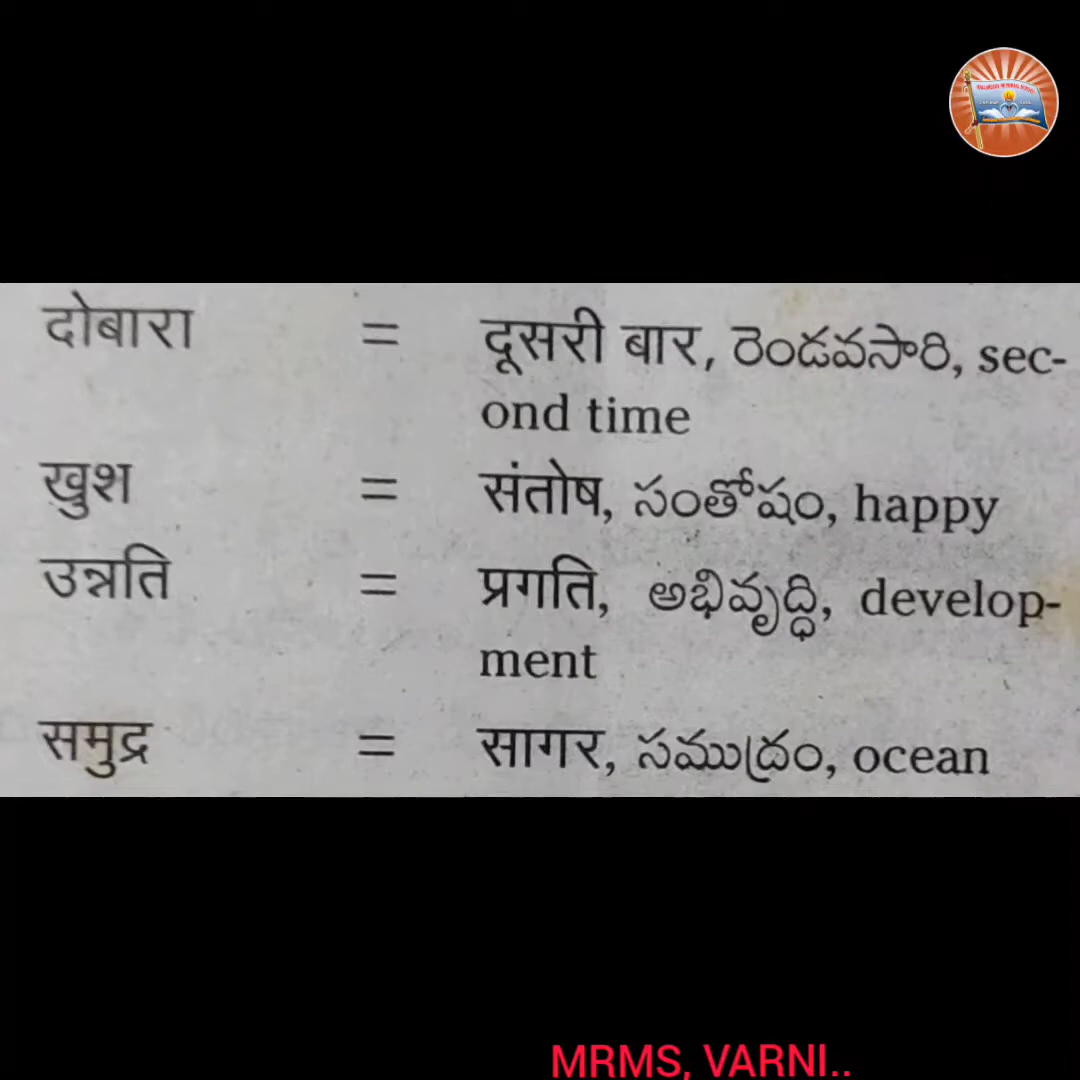 दोबारा = दूसरी बार, రెండవసారి, sec-
ond time
खुश = संतोष, సంతోషం, happy
उन्नति = प्रगति, అభివృద్ధి, develop-
ment
समुद्र = सागर, సముద్రం, ocean
MRMS, VARNI..